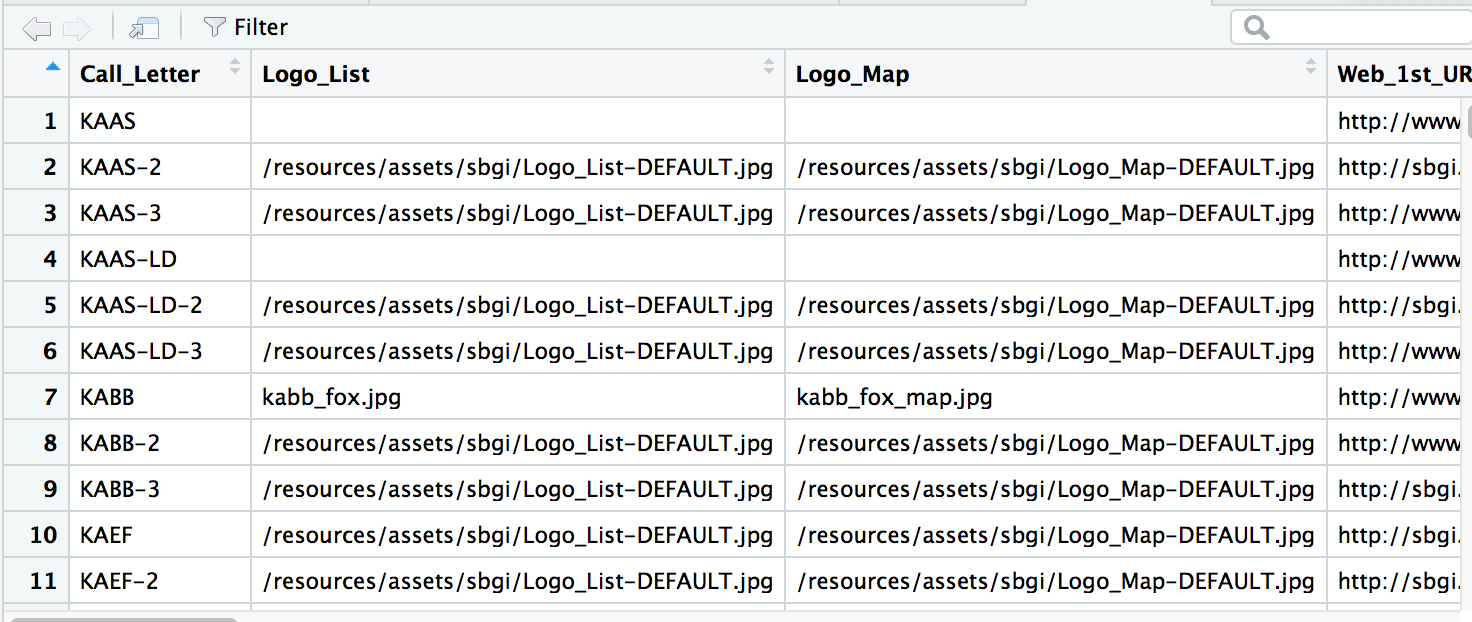 Filter
Call_Letter Logo_List Logo_Map Web_1st_UR
1 KAAS http://www
2 KAAS-2 /resources/assets/sbgi/Logo_List-DEFAULT.jpg /resources/assets/sbgi/Logo_Map-DEFAULT.jpg http://sbgi.
3 KAAS-3 /resources/assets/sbgi/Logo_List-DEFAULT.jpg /resources/assets/sbgi/Logo_Map-DEFAULT.jpg http://www
4 KAAS-LD http://www
5 KAAS-LD-2 /resources/assets/sbgi/Logo_List-DEFAULT.jpg /resources/assets/sbgi/Logo_Map-DEFAULT.jpg http://sbgi.
6 KAAS-LD-3 /resources/assets/sbgi/Logo_List-DEFAULT.jpg /resources/assets/sbgi/Logo_Map-DEFAULT.jpg http://www
7 KABB kabb_fox.jpg kabb_fox_map.jpg http://www
8 KABB-2 /resources/assets/sbgi/Logo_List-DEFAULT.jpg /resources/assets/sbgi/Logo_Map-DEFAULT.jpg http://www
9 KABB-3 /resources/assets/sbgi/Logo_List-DEFAULT.jpg /resources/assets/sbgi/Logo_Map-DEFAULT.jpg http://sbgi.
10 KAEF /resources/assets/sbgi/Logo_List-DEFAULT.jpg /resources/assets/sbgi/Logo_Map-DEFAULT.jpg http://sbgi.
11 KAEF-2 /resources/assets/sbgi/Logo_List-DEFAULT.jpg /resources/assets/sbgi/Logo_Map-DEFAULT.jpg http://sbgi.